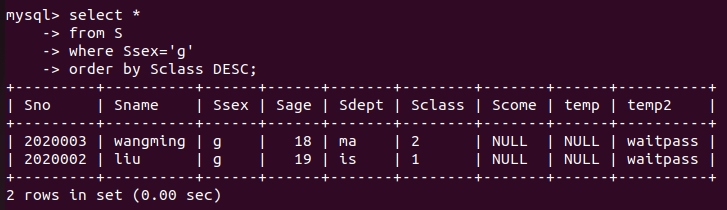 mysql> select *
    -> from S
    -> where Ssex='g'
    -> order by Sclass DESC;
+---------+----------+------+------+-------+--------+-------+------+----------+
| Sno     | Sname    | Ssex | Sage | Sdept | Sclass | Scome | temp | temp2    |
+---------+----------+------+------+-------+--------+-------+------+----------+
| 2020003 | wangming | g    |   18 | ma    | 2      | NULL  | NULL | waitpass |
| 2020002 | liu      | g    |   19 | is    | 1      | NULL  | NULL | waitpass |
+---------+----------+------+------+-------+--------+-------+------+----------+
2 rows in set (0.00 sec)